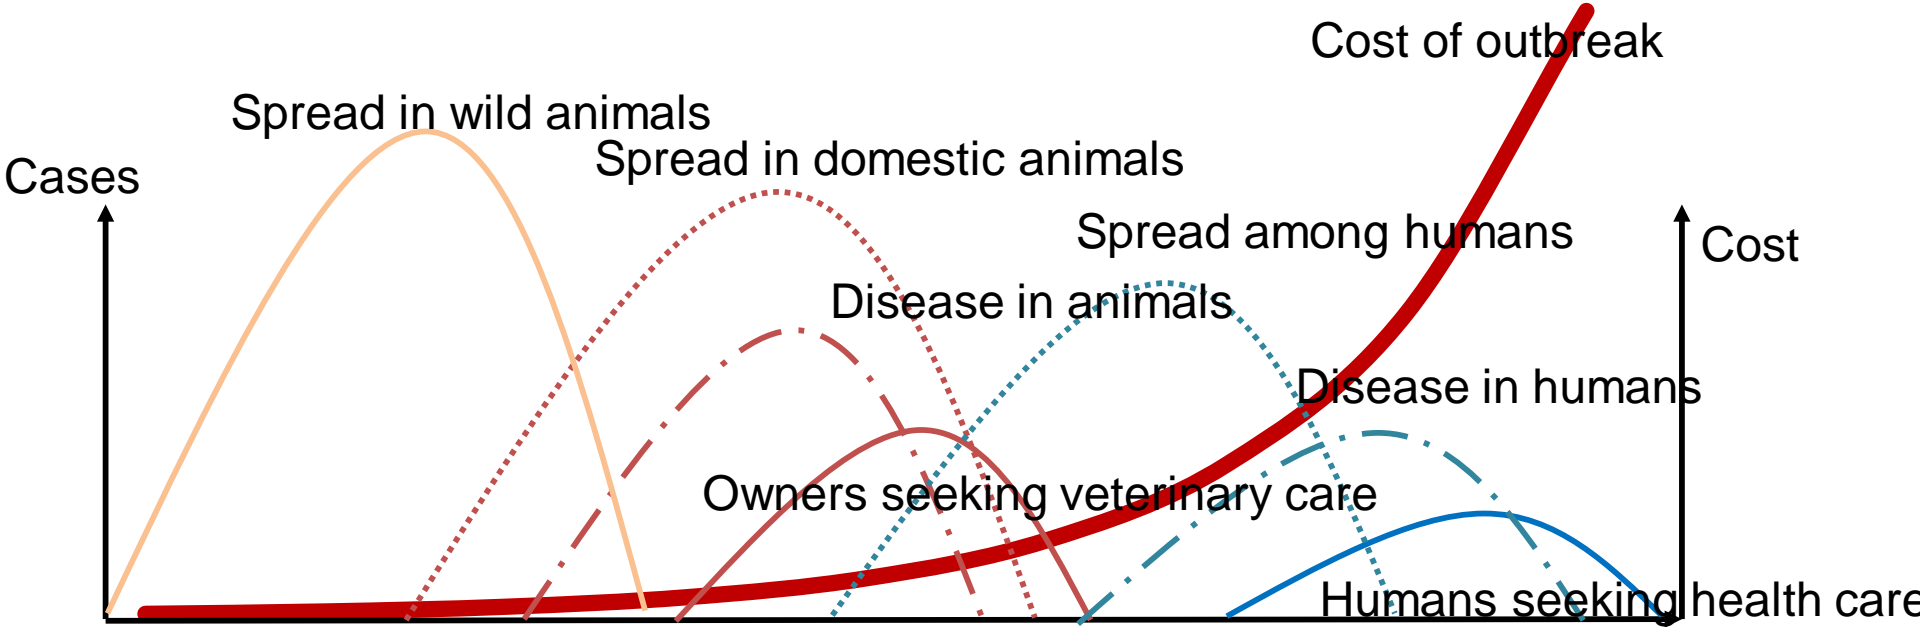 Cost of outbreak
Spread in wild animals
Spread in domestic animals
Cases
Spread among humans
Cost
Disease in animals
Disease in humans
Owners seeking veterinary care
Humans seeking health care